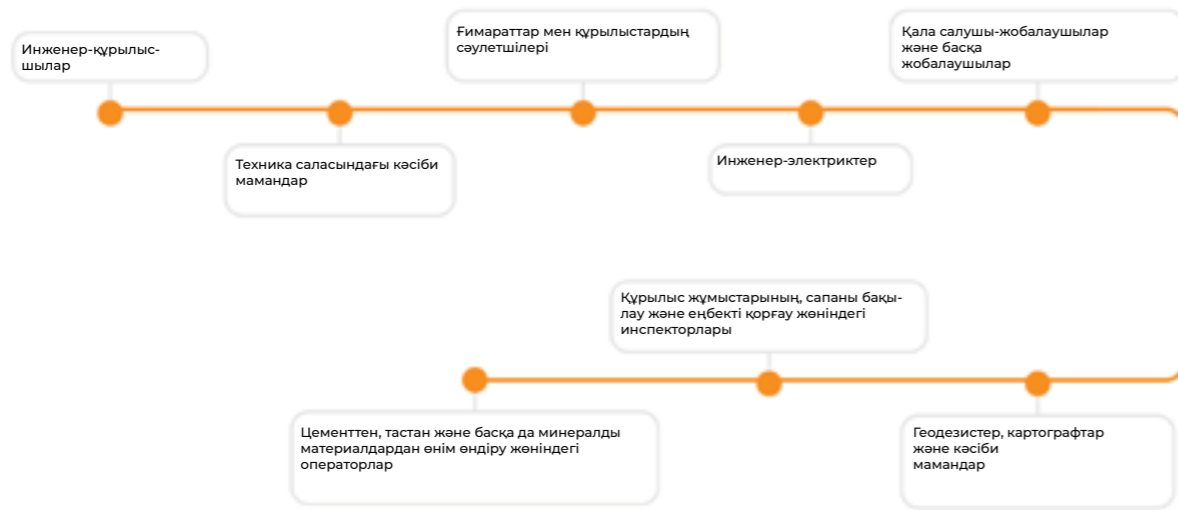 Инженер-құрылыс-
шылар
Техника саласындағы кәсіби
мамандар
Ғимараттар мен құрылыстардың
сәулетшілері
Инженер-электриктер
Қала салушы-жобалаушылар
және басқа
жобалаушылар
Геодезистер, картографтар
және кәсіби
мамандар
Құрылыс жұмыстарының, сапаны бақы-
лау және еңбекті қорғау жөніндегі
инспекторлары
Цементтен, тастан және басқа да минералды
материалдардан өнім өндіру жөніндегі
операторлар